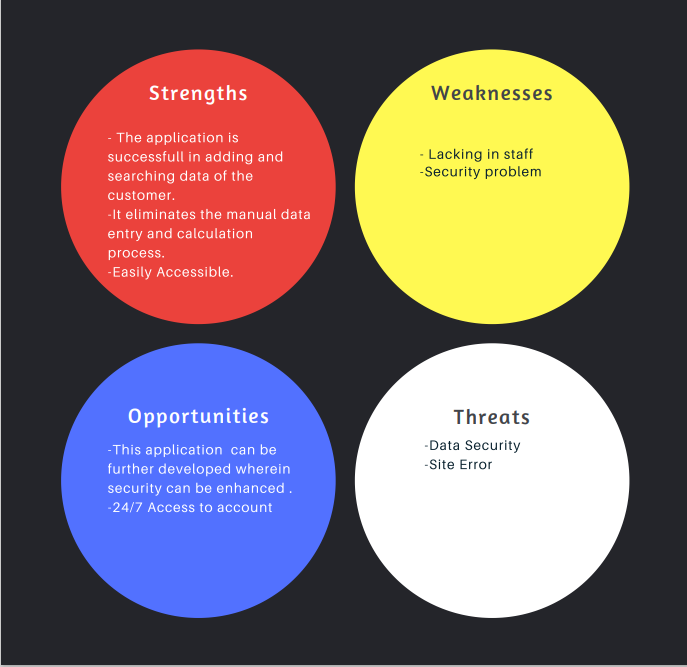 Strengths
- The application is
successfull in adding and
searching data of the
customer.
-It eliminates the manual data
entry and calculation
process.
-Easily Accessible.
Weaknesses
- Lacking in staff
-Security problem
Opportunities
-This application  can be
further developed wherein
security can be enhanced .
-24/7 Access to account
Threats
-Data Security
-Site Error